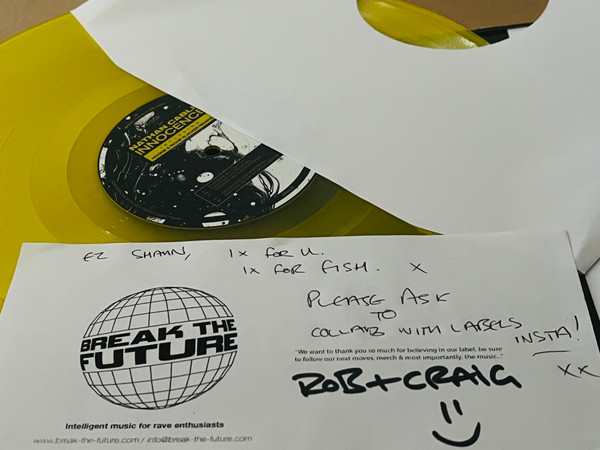 NATHAN CABLE
INNOCENCE
EZ SHAUN, 1x FOR U.
1x FOR FISH. X
PLEASE ASK
TO
COLLAB WITH LABELS
INSTA!
XX
BREAK THE
FUTURE
Intelligent music for rave enthusiasts
www.break-the-future.com / info@break-the-future.com
"We want to thank you so much for believing in our label, be sure
to follow our next moves, merch & most importantly, the music.."
ROB + CRAIG